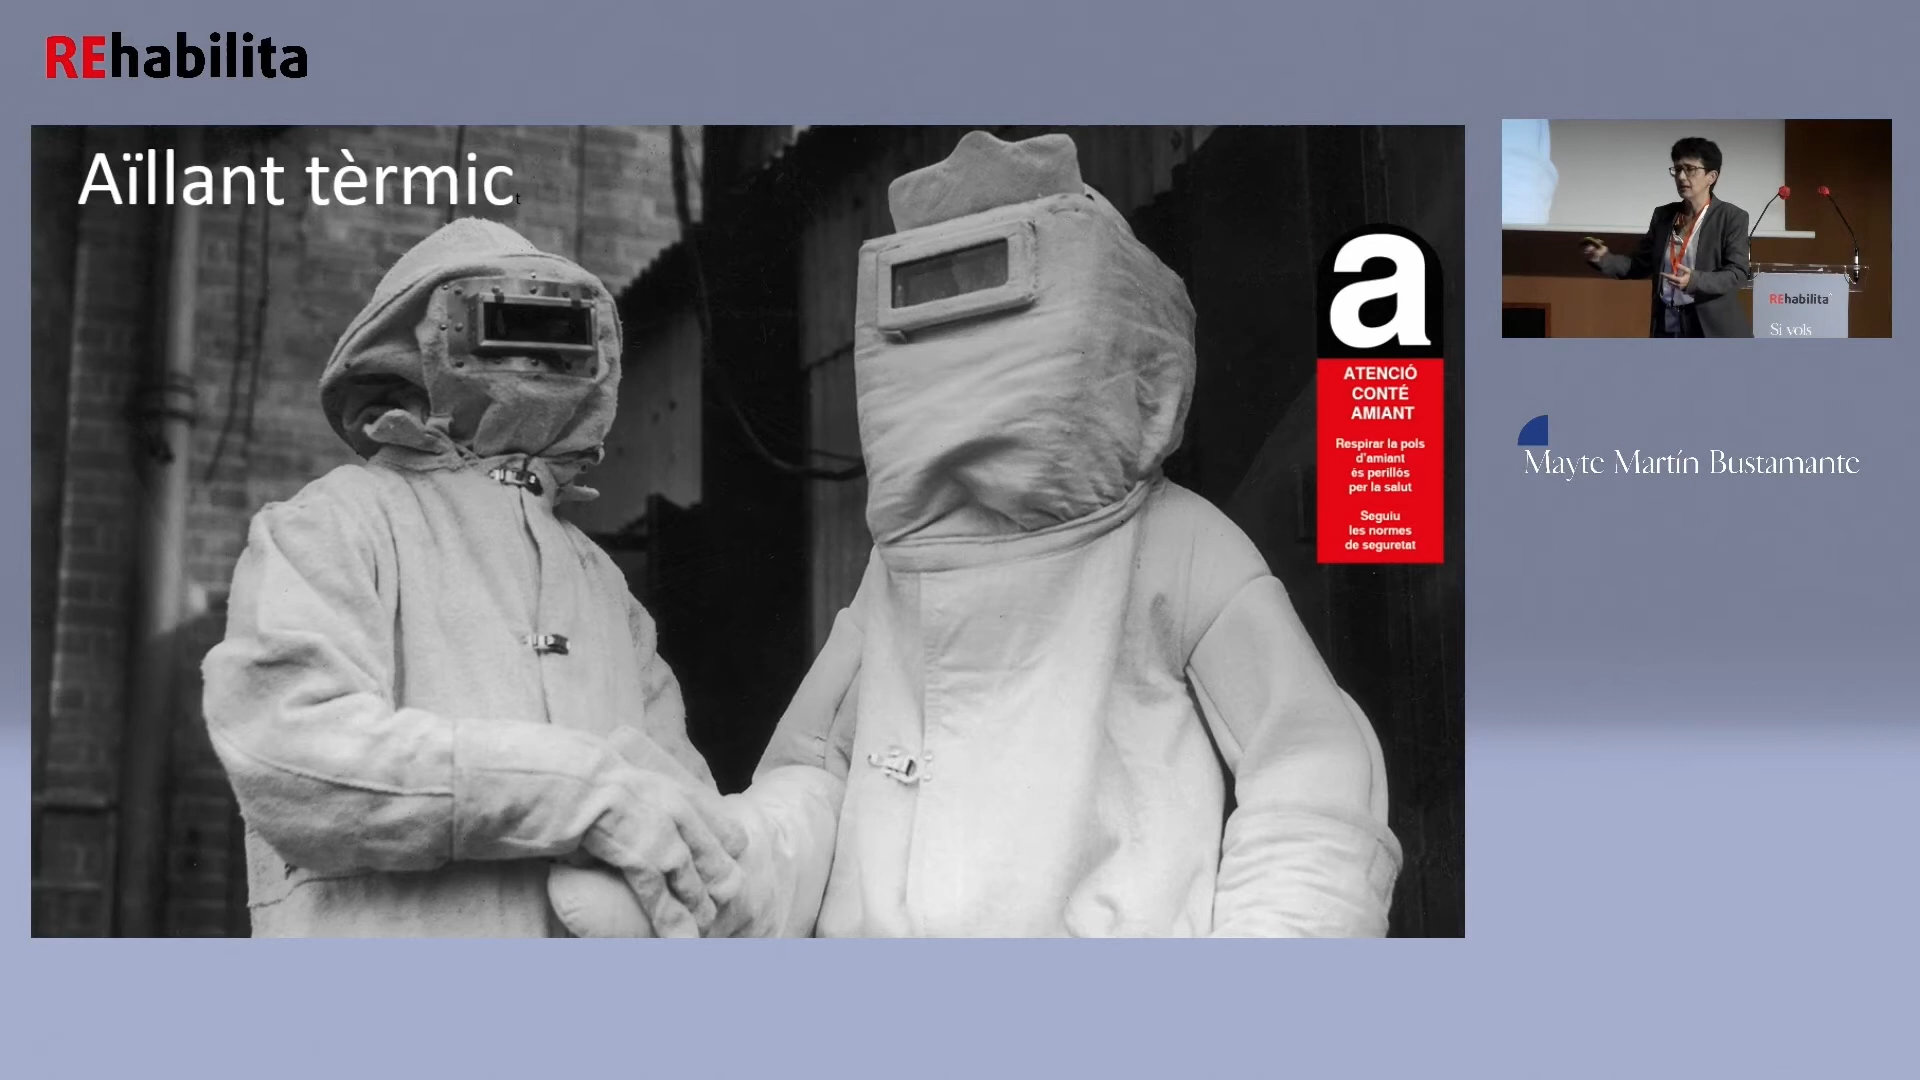 REhabilita
Aïllant tèrmic
t
a
ATENCIÓ
CONTÉ
AMIANT
Respirar la pols
d'amiant
és perillós
per la salut
Seguiu
les normes
de seguretat
REhabilita
Si vols
Mayte Martín Bustamante